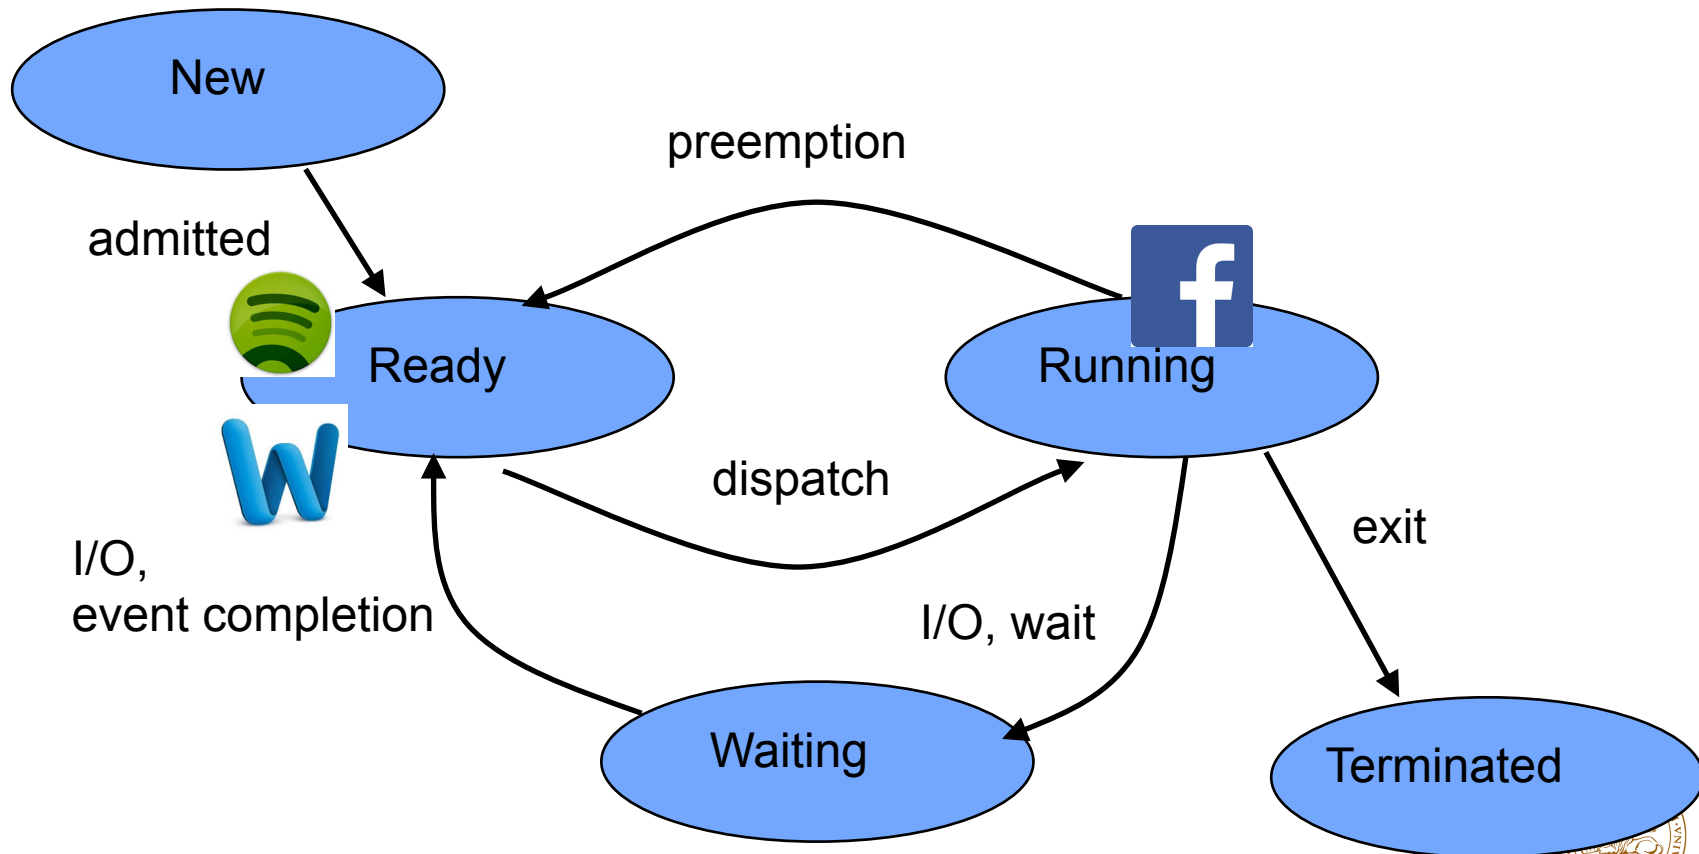 New
preemption
admitted
Ready
Running
dispatch
exit
I/O,
event completion
I/O, wait
Waiting
Terminated